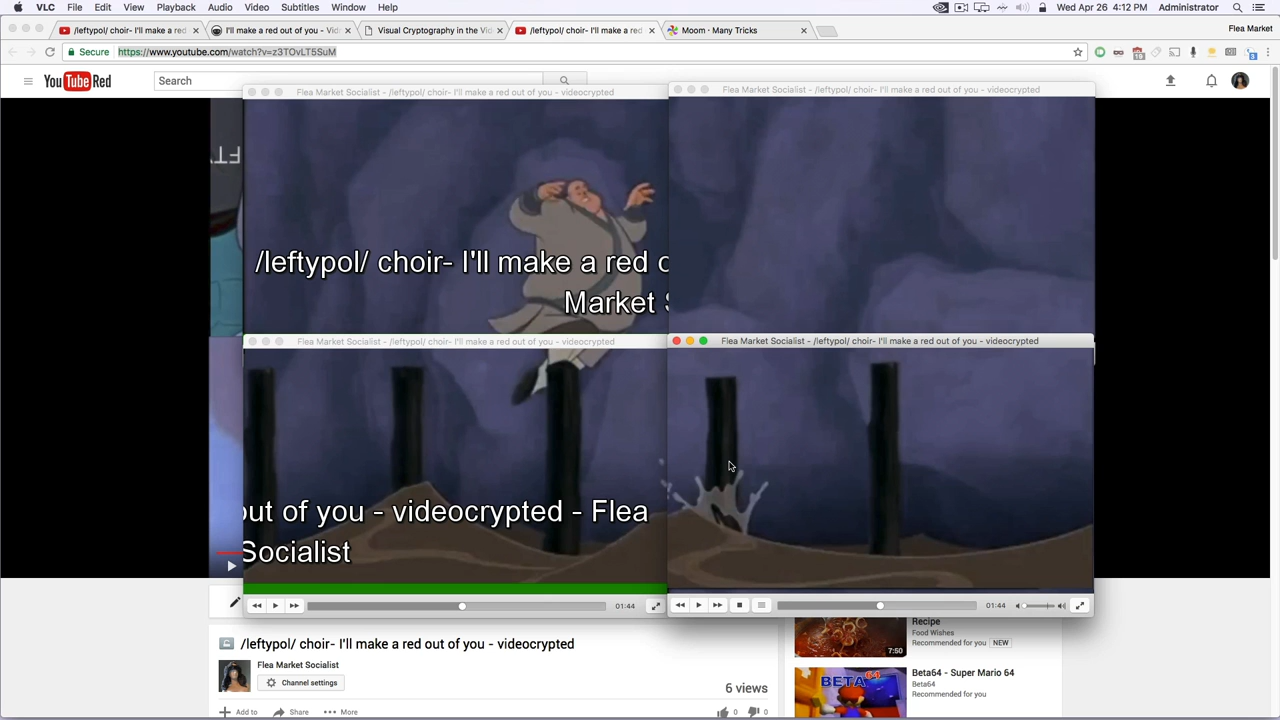 VLC File Edit View Playback Audio Video Subtitles Window Help
Wed Apr 26 4:12 PM Administrator
/leftypol/ choir- I'll make a red
I'll make a red out of you - Vid
Visual Cryptography in the Vi
/leftypol/ choir- I'll make a red
Moom · Many Tricks
Flea Market
Secure https://www.youtube.com/watch?v=z3TOvLT5SuM
19
3
YouTube Red
Search
Flea Market Socialist - /leftypol/ choir- I'll make a red out of you - videocrypted
Flea Market Socialist - /leftypol/ choir- I'll make a red out of you - videocrypted
/leftypol/ choir- I'll make a red o
Market S
Flea Market Socialist - /leftypol/ choir- I'll make a red out of you - videocrypted
Flea Market Socialist - /leftypol/ choir- I'll make a red out of you - videocrypted
out of you - videocrypted - Flea
Socialist
01:44
01:44
/leftypol/ choir- I'll make a red out of you - videocrypted
Flea Market Socialist
Channel settings
6 views
Add to Share More
0 0
Recipe
Food Wishes
Recommended for you NEW
7:50
BETA 64
Beta64 - Super Mario 64
Beta64
Recommended for you